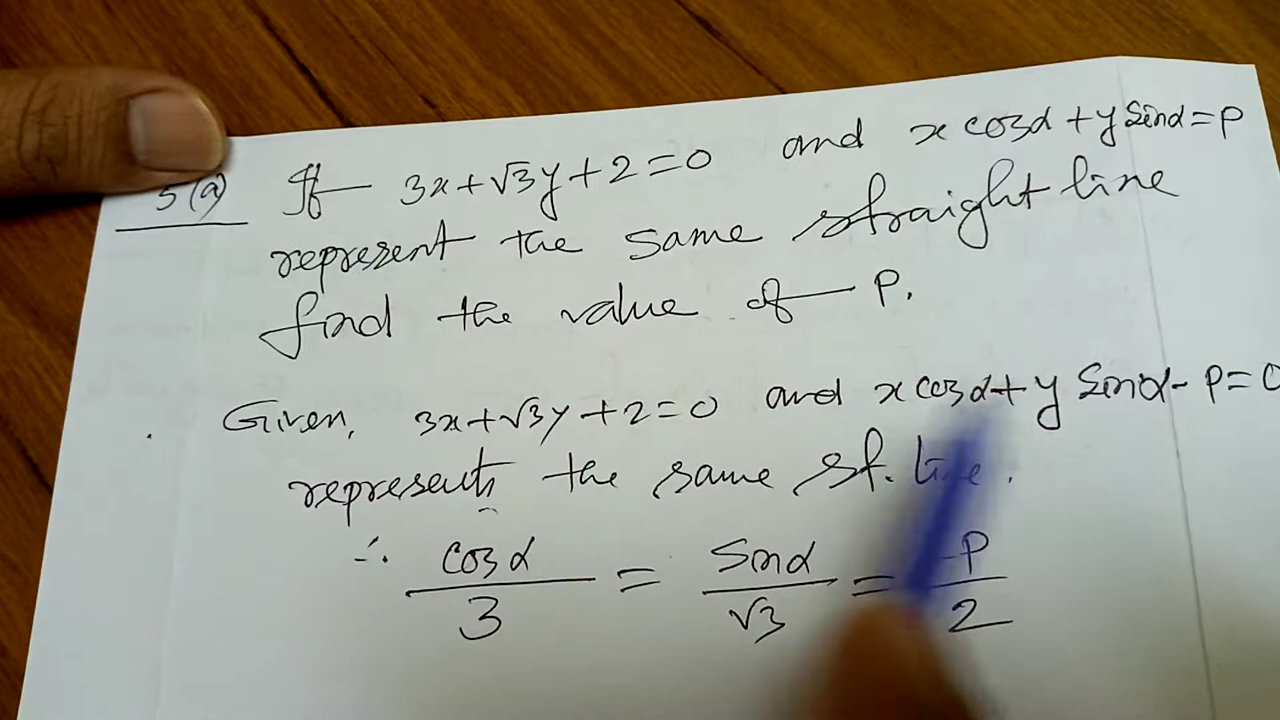 5(a) If 3x+√3y+2=0 and x cosα+y sinα=P
represent the same straight line
find the value of P.
Given, 3x+√3y+2=0 and x cosα+y sinα-P=0
represents the same st. line.
∴ cosα/3 = sinα/√3 = -P/2